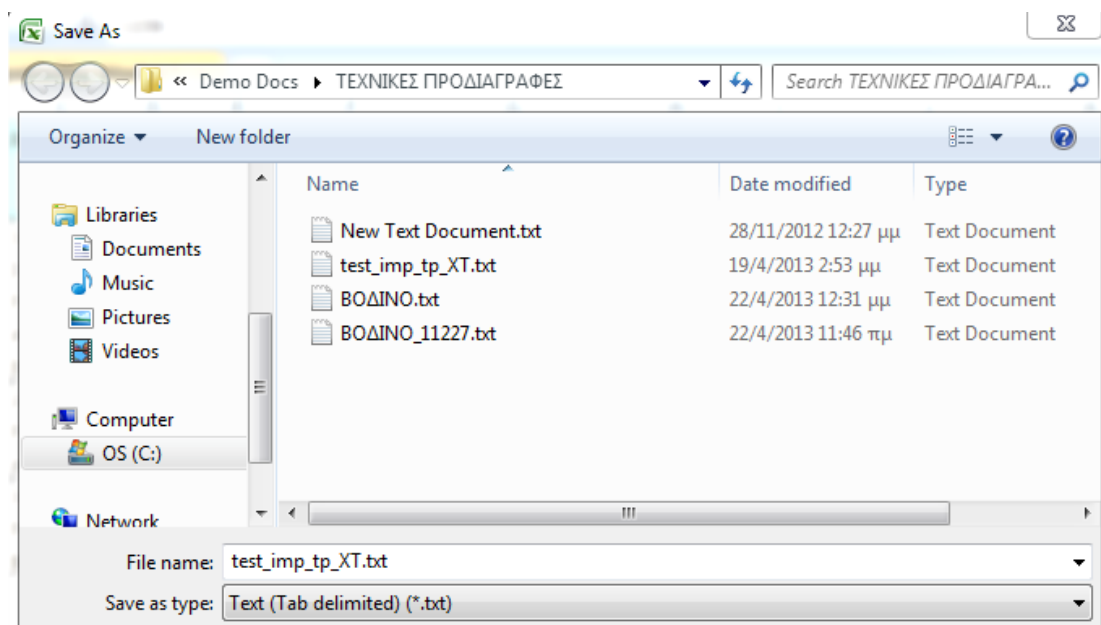 Save As
« Demo Docs ▸ ΤΕΧΝΙΚΕΣ ΠΡΟΔΙΑΓΡΑΦΕΣ Search ΤΕΧΝΙΚΕΣ ΠΡΟΔΙΑΓΡΑ...
Organize New folder
Name Date modified Type
Libraries
New Text Document.txt 28/11/2012 12:27 μμ Text Document
Documents
test_imp_tp_XT.txt 19/4/2013 2:53 μμ Text Document
Music
ΒΟΔΙΝΟ.txt 22/4/2013 12:31 μμ Text Document
Pictures
ΒΟΔΙΝΟ_11227.txt 22/4/2013 11:46 πμ Text Document
Videos
Computer
OS (C:)
Network
File name: test_imp_tp_XT.txt
Save as type: Text (Tab delimited) (*.txt)